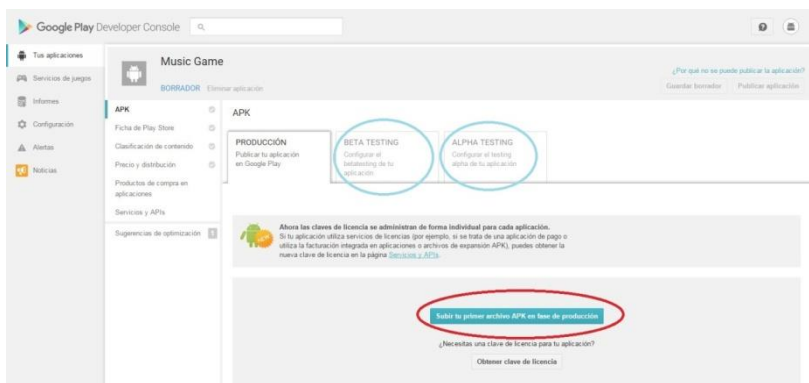 Google Play Developer Console
Tus aplicaciones
Servicios de juegos
Informes
Configuración
Alertas
Noticias
Music Game
BORRADOR Eliminar aplicación
¿Por qué no se puede publicar la aplicación?
Guardar borrador Publicar aplicación
APK
Ficha de Play Store
Clasificación de contenido
Precio y distribución
Productos de compra en
aplicaciones
Servicios y APIs
Sugerencias de optimización
APK
PRODUCCIÓN
Publicar tu aplicación
en Google Play
BETA TESTING
Configurar el
betatesting de tu
aplicación
ALPHA TESTING
Configurar el testing
alpha de tu aplicación
Ahora las claves de licencia se administran de forma individual para cada aplicación.
Si tu aplicación utiliza servicios de licencias (por ejemplo, si se trata de una aplicación de pago o
utiliza la facturación integrada en aplicaciones o archivos de expansión APK), puedes obtener la
nueva clave de licencia en la página Servicios y APIs.
Subir tu primer archivo APK en fase de producción
¿Necesitas una clave de licencia para tu aplicación?
Obtener clave de licencia